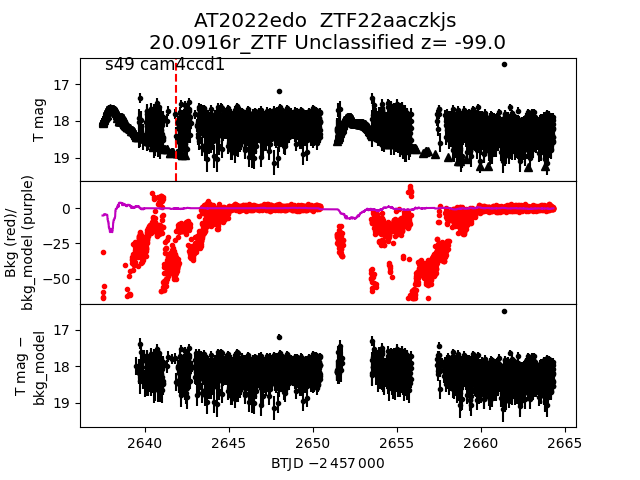 AT2022edo  ZTF22aaczkjs
20.0916r_ZTF Unclassified z= -99.0
s49 cam4ccd1
T mag
17
18
19
Bkg (red)/
bkg_model (purple)
0
−25
−50
T mag −
bkg_model
17
18
19
2640
2645
2650
2655
2660
2665
BTJD −2 457 000